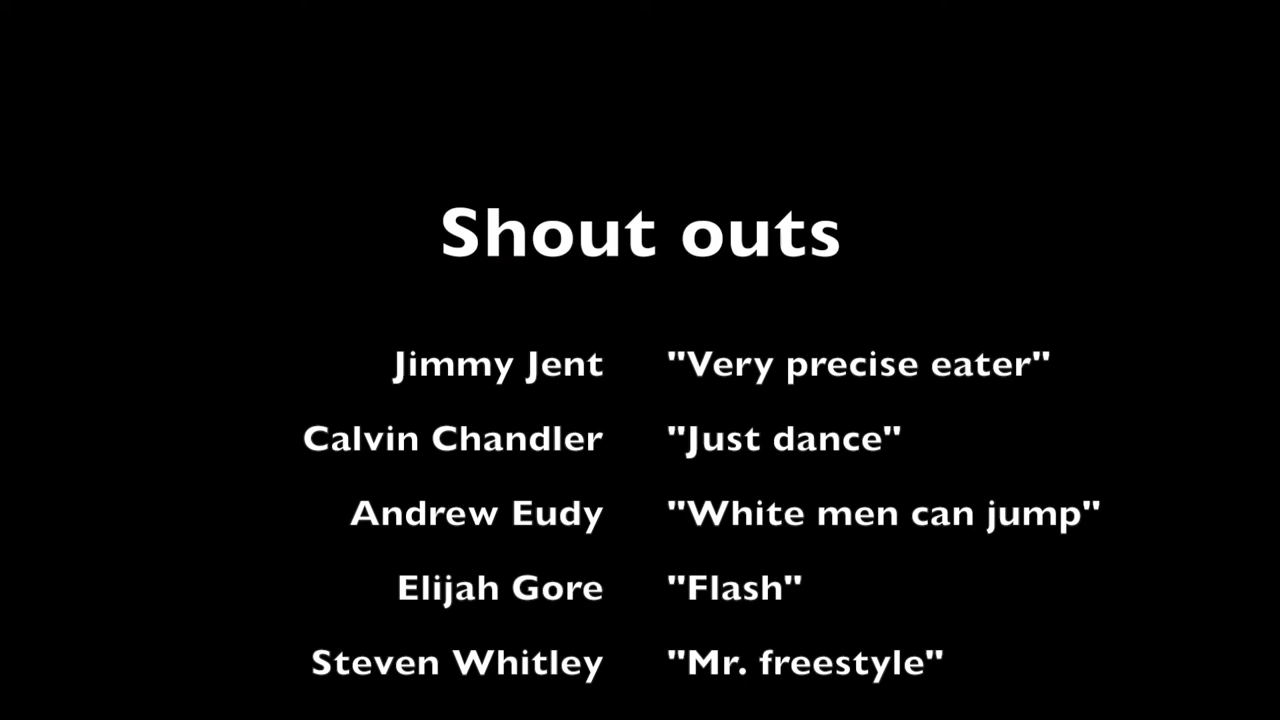 Shout outs
Jimmy Jent "Very precise eater"
Calvin Chandler "Just dance"
Andrew Eudy "White men can jump"
Elijah Gore "Flash"
Steven Whitley "Mr. freestyle"